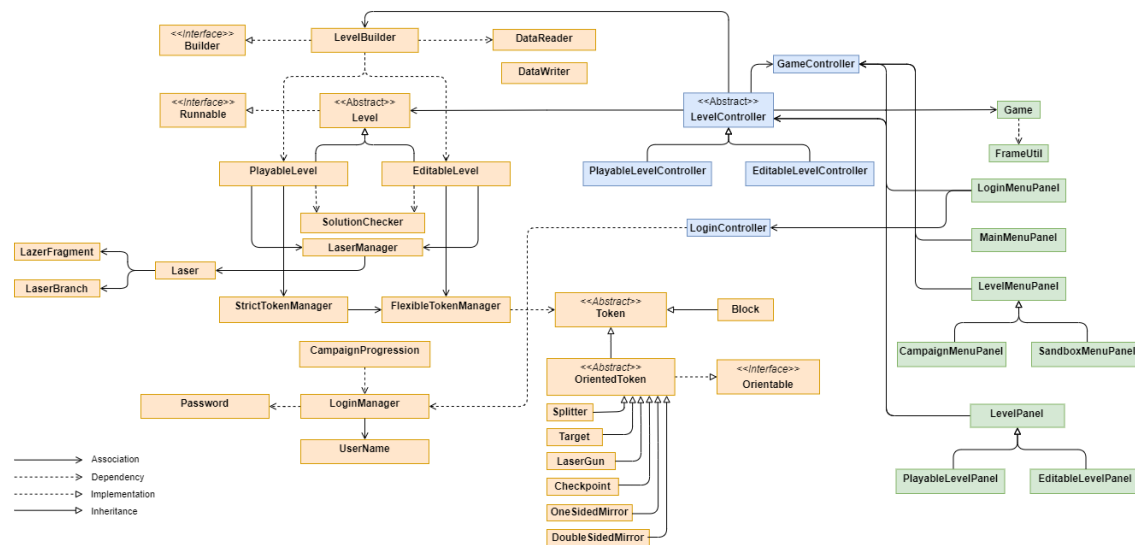 <<Interface>>
Builder
LevelBuilder
DataReader
DataWriter
GameController
<<Interface>>
Runnable
<<Abstract>>
Level
<<Abstract>>
LevelController
Game
FrameUtil
PlayableLevel
EditableLevel
PlayableLevelController
EditableLevelController
LoginMenuPanel
SolutionChecker
LoginController
LaserManager
MainMenuPanel
LazerFragment
Laser
LaserBranch
LevelMenuPanel
StrictTokenManager
FlexibleTokenManager
<<Abstract>>
Token
Block
CampaignMenuPanel
SandboxMenuPanel
CampaignProgression
<<Abstract>>
OrientedToken
<<Interface>>
Orientable
Password
LoginManager
Splitter
LevelPanel
Target
UserName
LaserGun
PlayableLevelPanel
EditableLevelPanel
Checkpoint
OneSidedMirror
DoubleSidedMirror
Association
Dependency
Implementation
Inheritance